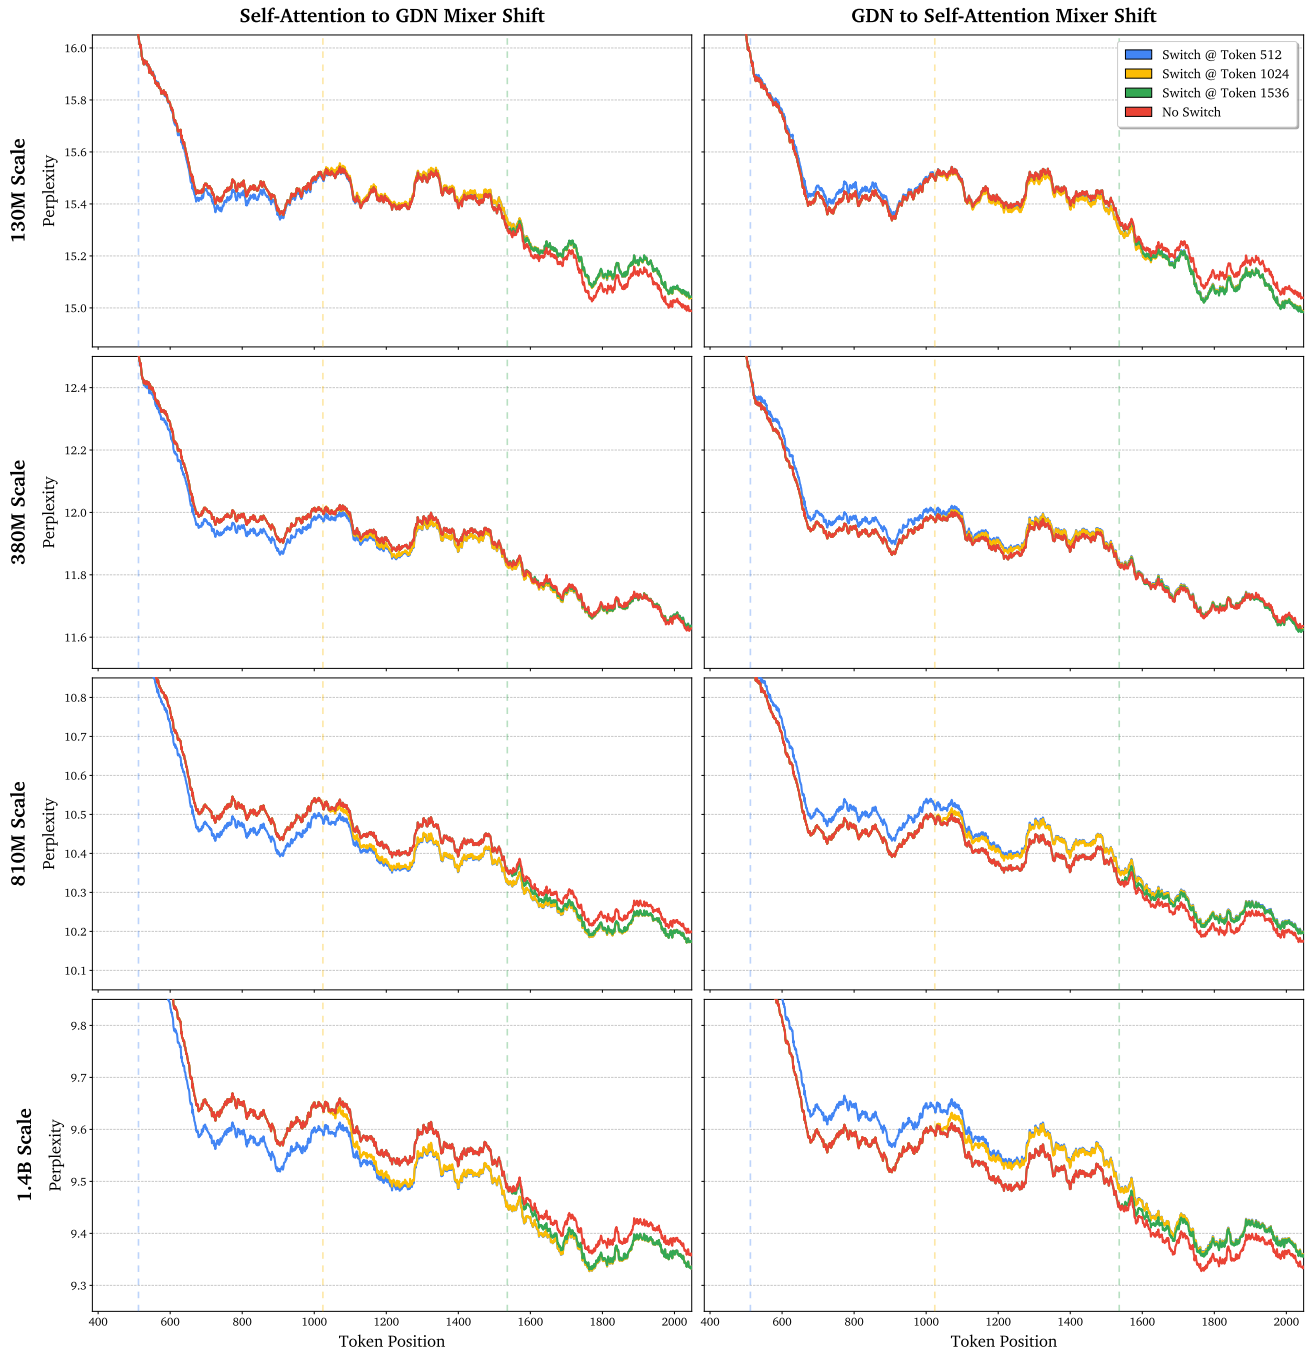 Self-Attention to GDN Mixer Shift
GDN to Self-Attention Mixer Shift
Switch @ Token 512
Switch @ Token 1024
Switch @ Token 1536
No Switch
130M Scale
Perplexity
16.0
15.8
15.6
15.4
15.2
15.0
380M Scale
Perplexity
12.4
12.2
12.0
11.8
11.6
810M Scale
Perplexity
10.8
10.7
10.6
10.5
10.4
10.3
10.2
10.1
1.4B Scale
Perplexity
9.8
9.7
9.6
9.5
9.4
9.3
400 600 800 1000 1200 1400 1600 1800 2000
Token Position
400 600 800 1000 1200 1400 1600 1800 2000
Token Position